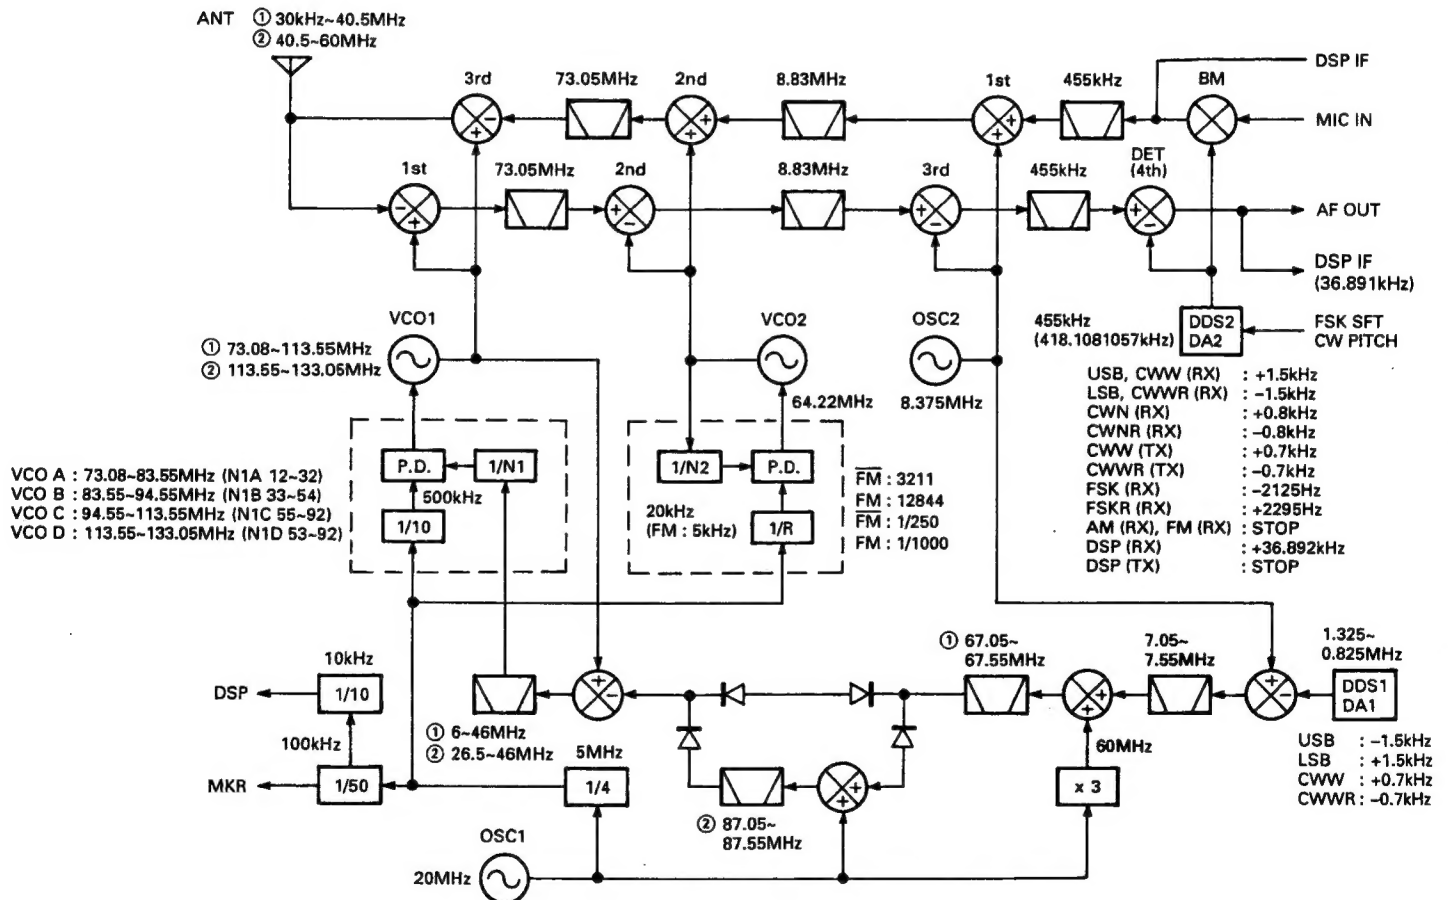 ANT ① 30kHz~40.5MHz
② 40.5~60MHz
3rd
73.05MHz
2nd
8.83MHz
1st
455kHz
BM
DSP IF
MIC IN
1st
73.05MHz
2nd
8.83MHz
3rd
455kHz
DET
(4th)
AF OUT
DSP IF
(36.891kHz)
VCO1
① 73.08~113.55MHz
② 113.55~133.05MHz
VCO2
64.22MHz
OSC2
8.375MHz
455kHz
(418.1081057kHz)
DDS2
DA2
FSK SFT
CW PITCH
USB, CWW (RX) : +1.5kHz
LSB, CWWR (RX) : -1.5kHz
CWN (RX) : +0.8kHz
CWNR (RX) : -0.8kHz
CWW (TX) : +0.7kHz
CWWR (TX) : -0.7kHz
FSK (RX) : -2125Hz
FSKR (RX) : +2295Hz
AM (RX), FM (RX) : STOP
DSP (RX) : +36.892kHz
DSP (TX) : STOP
VCO A : 73.08~83.55MHz (N1A 12~32)
VCO B : 83.55~94.55MHz (N1B 33~54)
VCO C : 94.55~113.55MHz (N1C 55~92)
VCO D : 113.55~133.05MHz (N1D 53~92)
P.D.
1/N1
500kHz
1/10
1/N2
P.D.
20kHz
(FM : 5kHz)
1/R
F̅M̅ : 3211
FM : 12844
F̅M̅ : 1/250
FM : 1/1000
10kHz
DSP
1/10
100kHz
MKR
1/50
① 6~46MHz
② 26.5~46MHz
5MHz
1/4
② 87.05~
87.55MHz
① 67.05~
67.55MHz
60MHz
x 3
7.05~
7.55MHz
1.325~
0.825MHz
DDS1
DA1
USB : -1.5kHz
LSB : +1.5kHz
CWW : +0.7kHz
CWWR : -0.7kHz
OSC1
20MHz